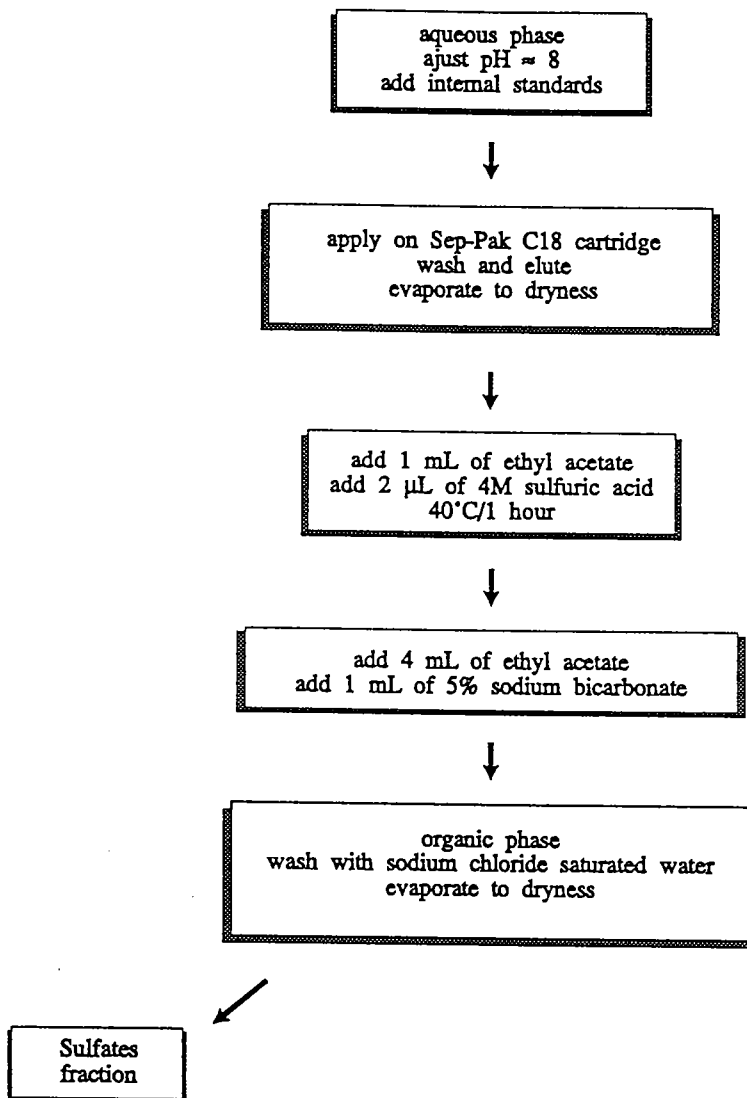 aqueous phase
ajust pH ≈ 8
add internal standards
apply on Sep-Pak C18 cartridge
wash and elute
evaporate to dryness
add 1 mL of ethyl acetate
add 2 μL of 4M sulfuric acid
40°C/1 hour
add 4 mL of ethyl acetate
add 1 mL of 5% sodium bicarbonate
organic phase
wash with sodium chloride saturated water
evaporate to dryness
Sulfates
fraction